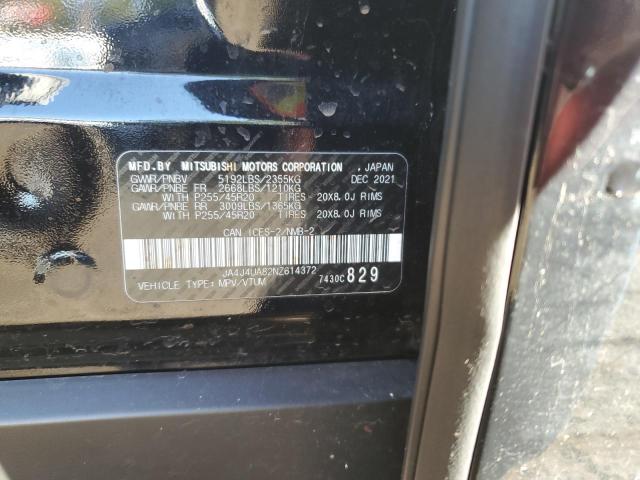 MFD.BY MITSUBISHI MOTORS CORPORATION , JAPAN
GVWR/PNBV 5192LBS/2355KG DEC 2021
GAWR/PNBE FR 2668LBS/1210KG
WITH P255/45R20 TIRES - 20X8.0J RIMS
GAWR/PNBE RR 3009LBS/1365KG
WITH P255/45R20 TIRES - 20X8.0J RIMS
CAN ICES-2/NMB-2
JA4J4UA82NZ614372 7430C 829
VEHICLE TYPE: MPV/VTUM